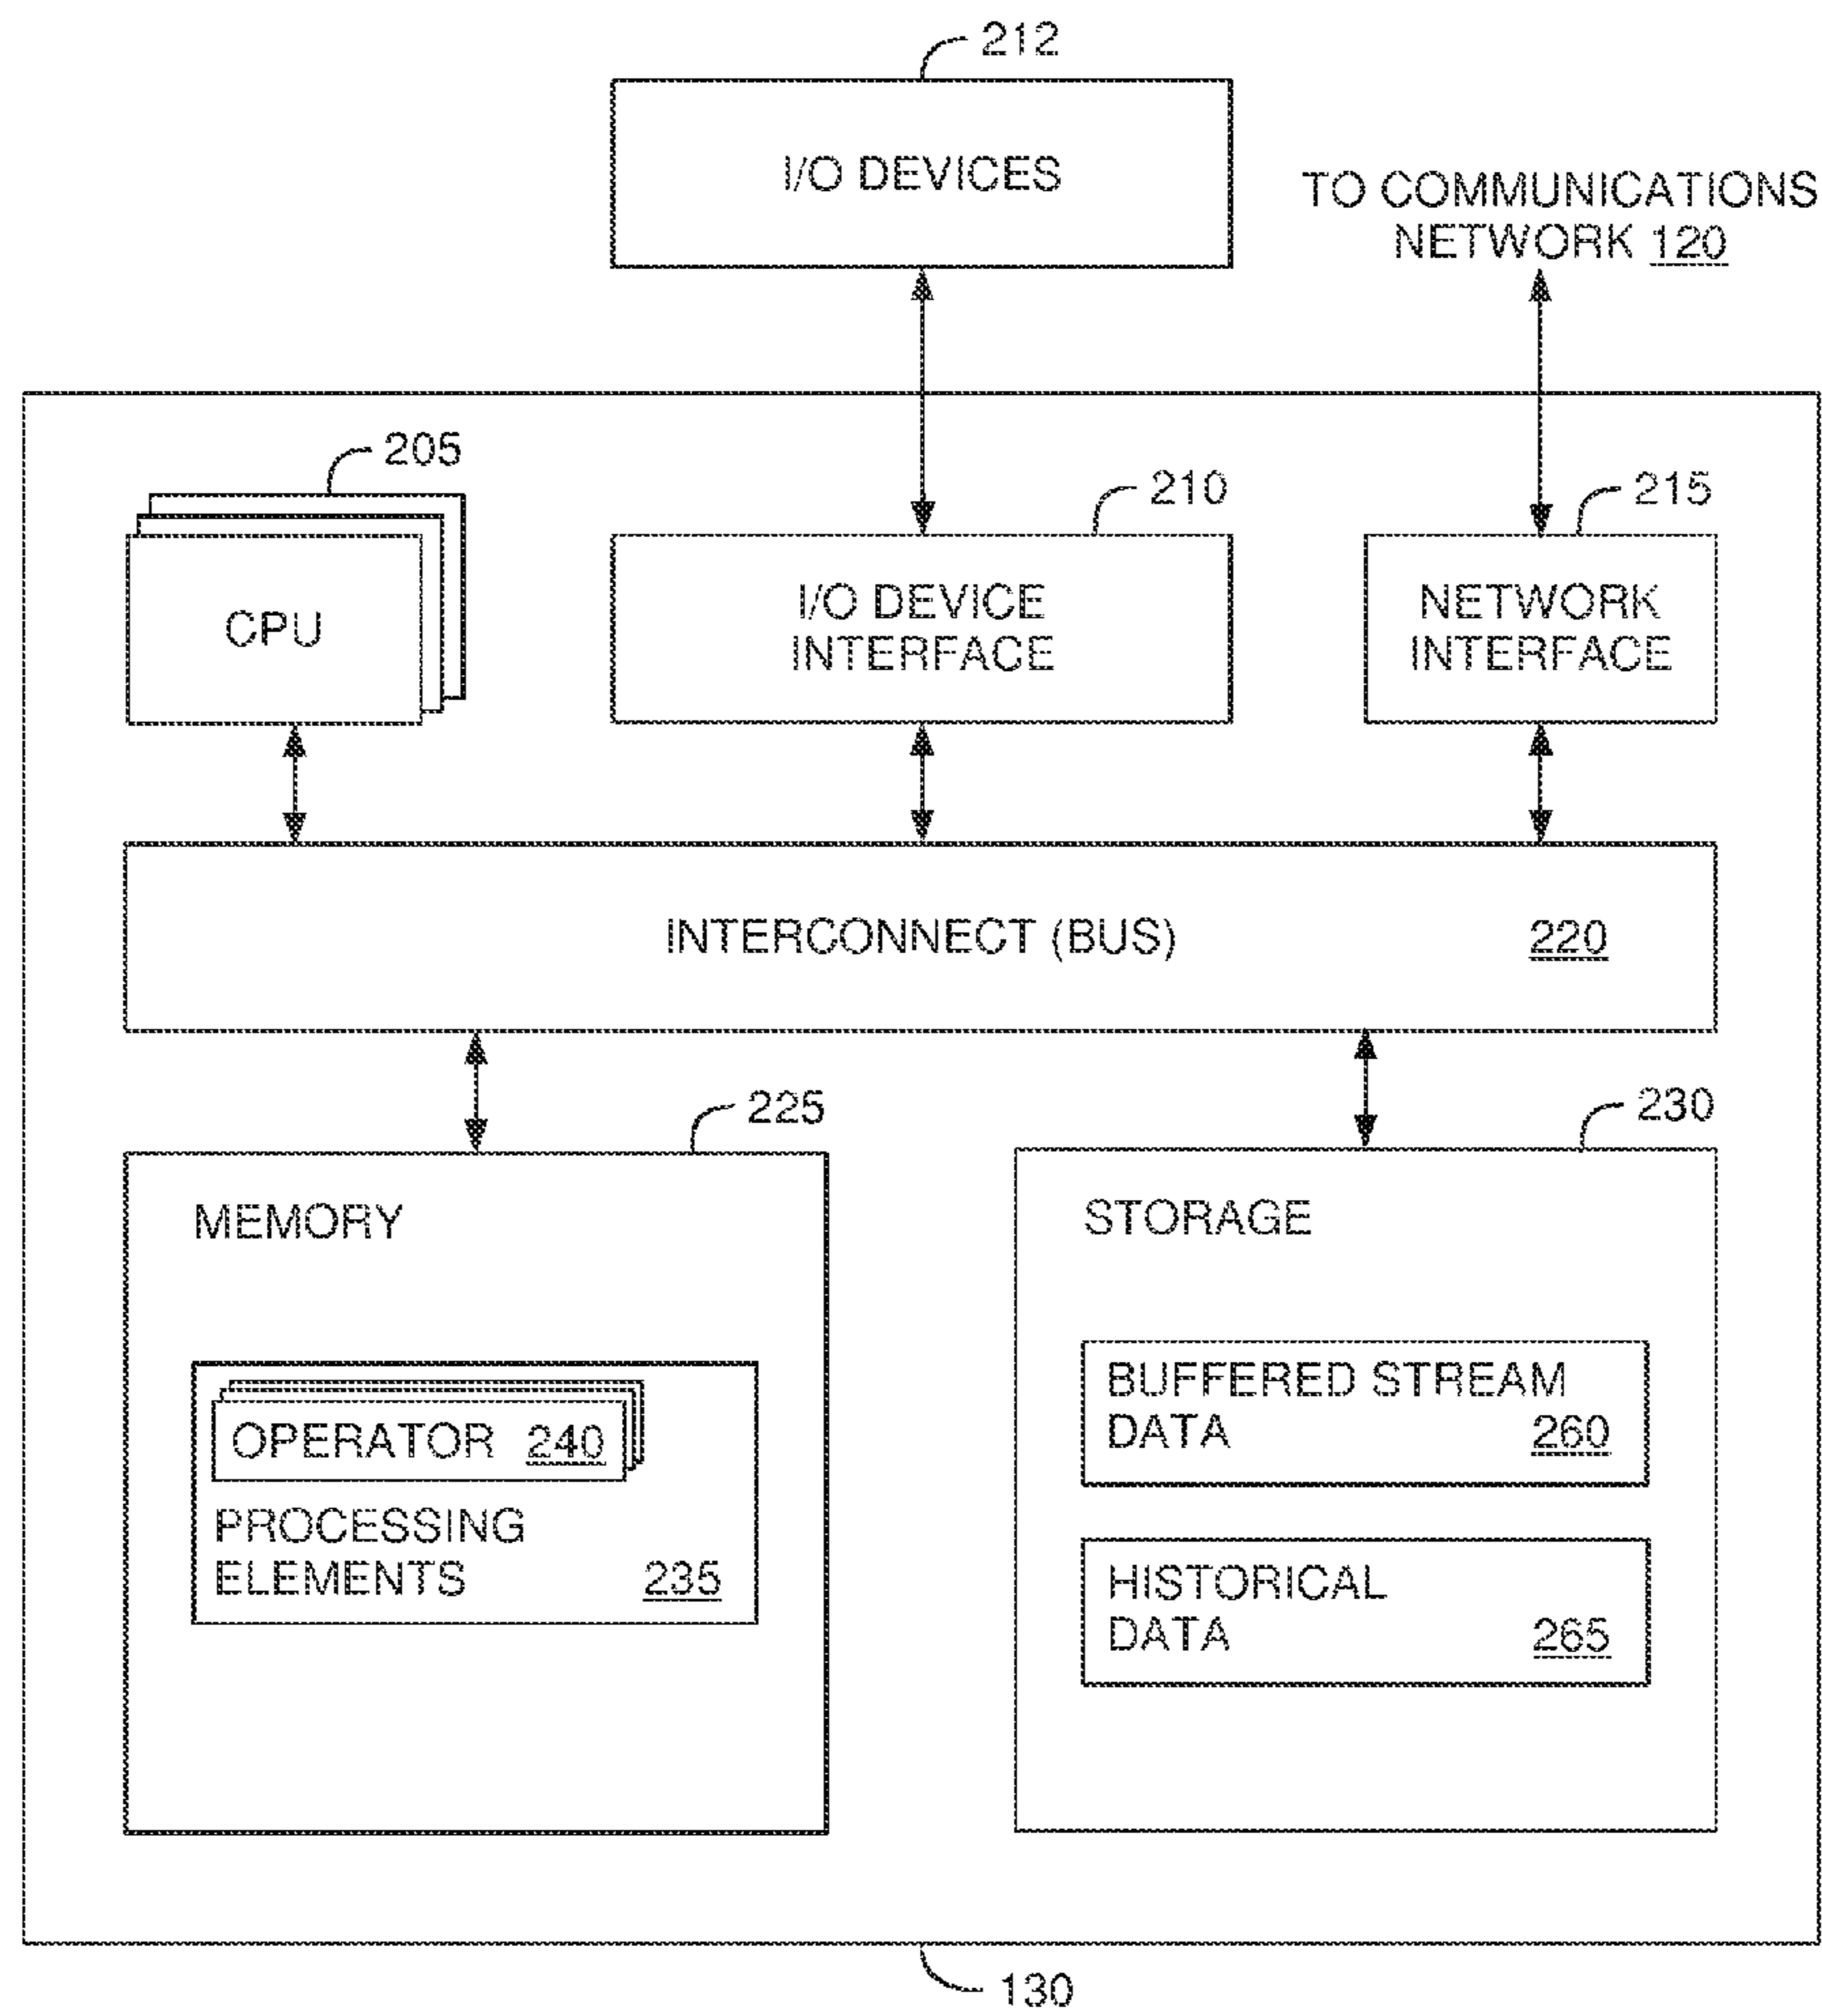 212
I/O DEVICES
TO COMMUNICATIONS
NETWORK 120
205
210
215
CPU
I/O DEVICE
INTERFACE
NETWORK
INTERFACE
INTERCONNECT (BUS) 220
225
230
MEMORY
STORAGE
OPERATOR 240
PROCESSING
ELEMENTS 235
BUFFERED STREAM
DATA 260
HISTORICAL
DATA 265
130